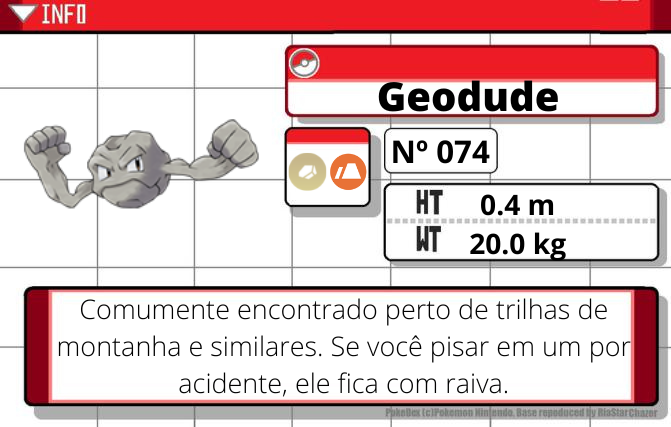 INFO
Geodude
Nº 074
HT 0.4 m
WT 20.0 kg
Comumente encontrado perto de trilhas de
montanha e similares. Se você pisar em um por
acidente, ele fica com raiva.
PokeDex (c)Pokemon Nintendo. Base repoduced by RiaStarChazer